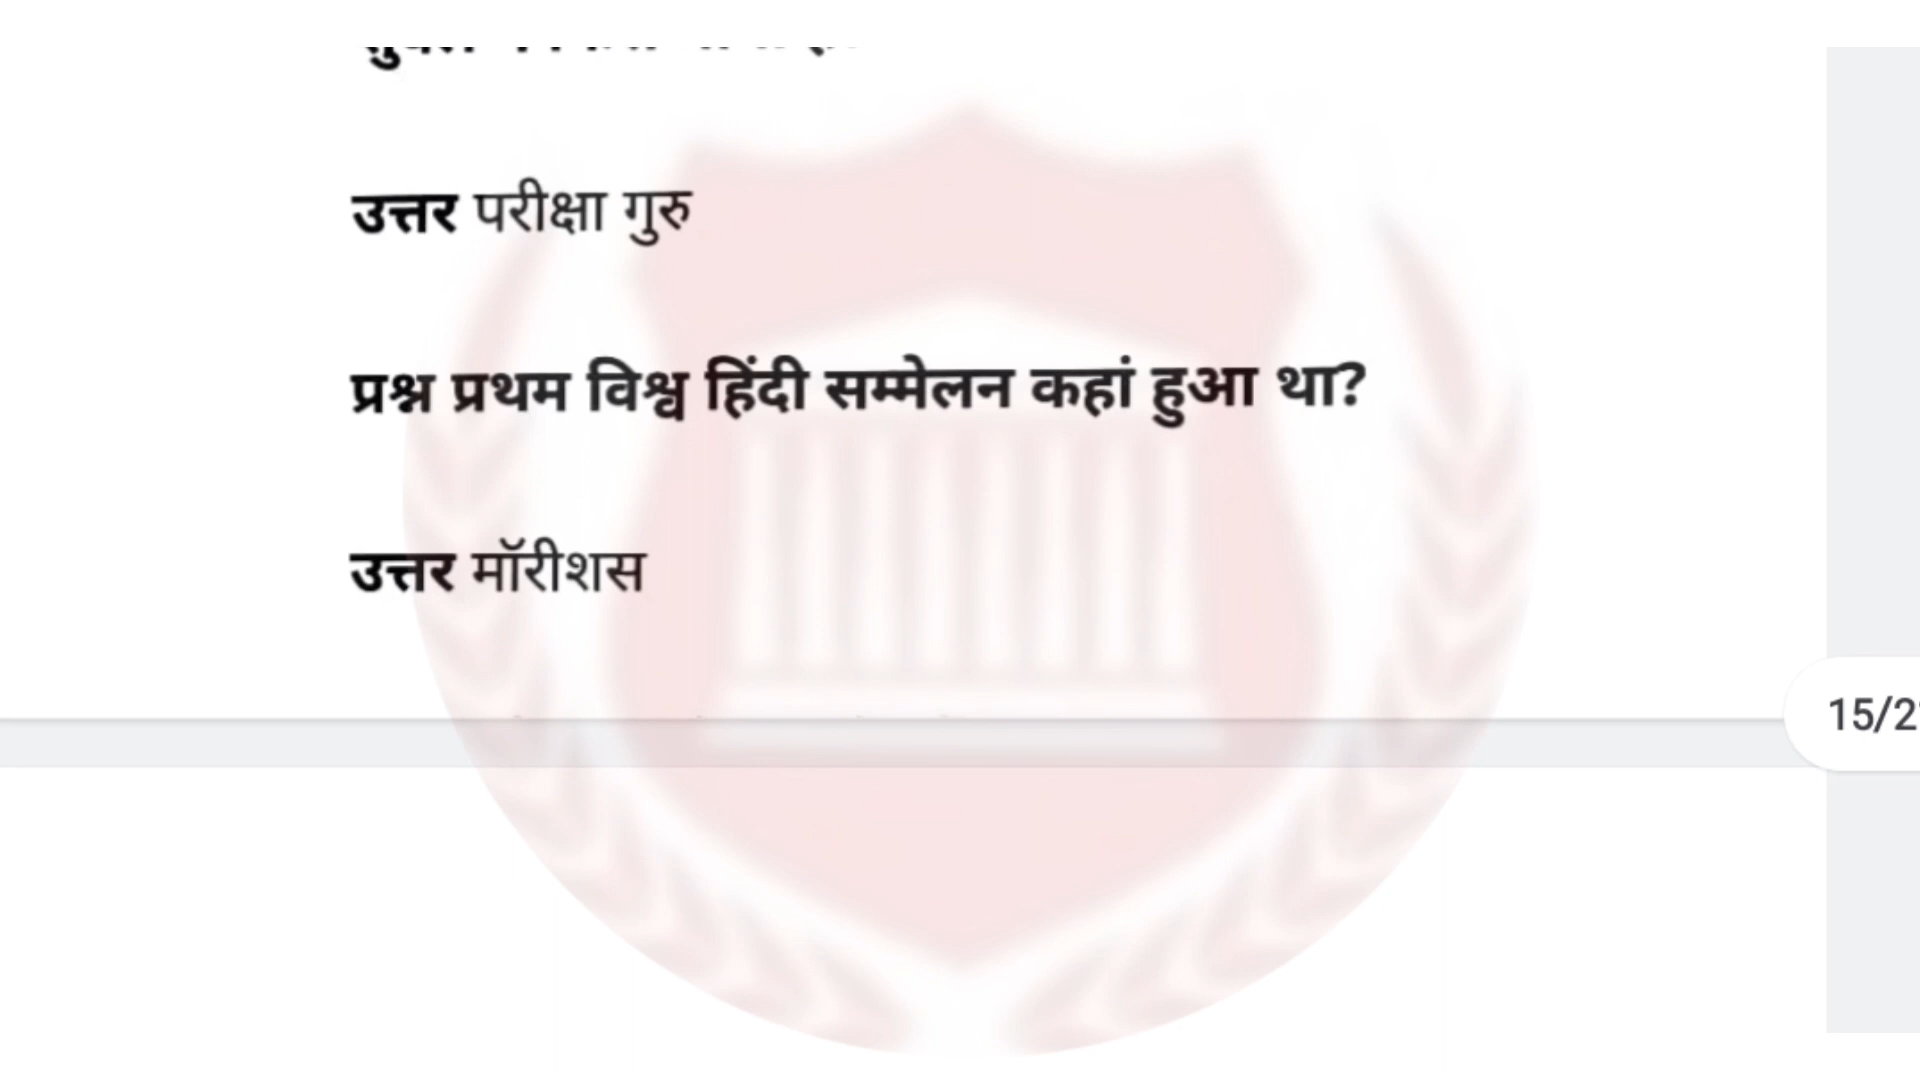 उत्तर परीक्षा गुरु
प्रश्न प्रथम विश्व हिंदी सम्मेलन कहां हुआ था?
उत्तर मॉरीशस
15/2